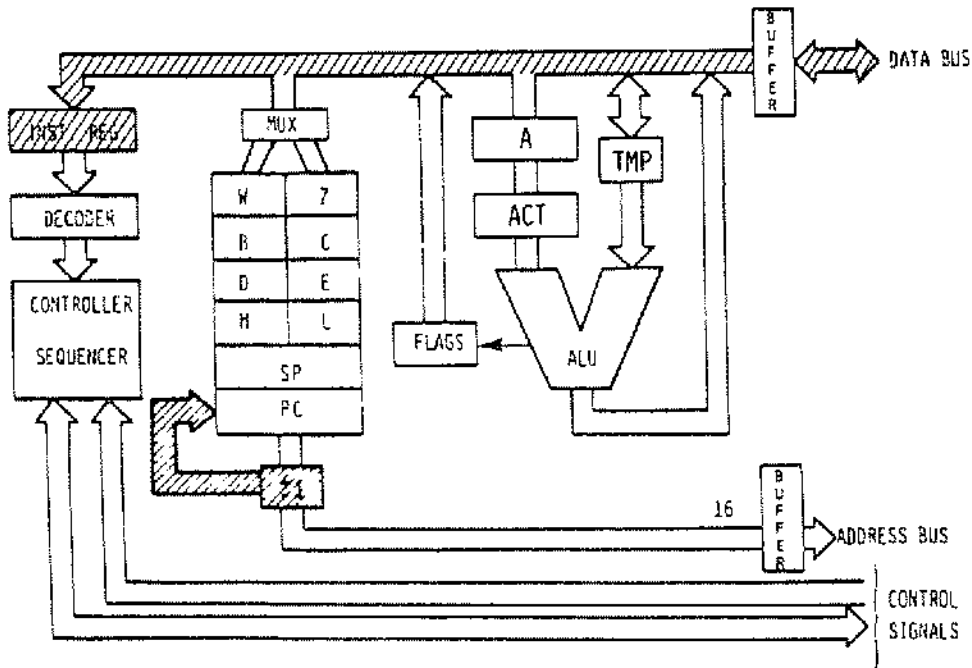 BUFFER
DATA BUS
INST REG
MUX
A
TMP
DECODER
ACT
W Z
B C
D E
H L
CONTROLLER
SEQUENCER
FLAGS
ALU
SP
PC
16
BUFFER
ADDRESS BUS
CONTROL
SIGNALS